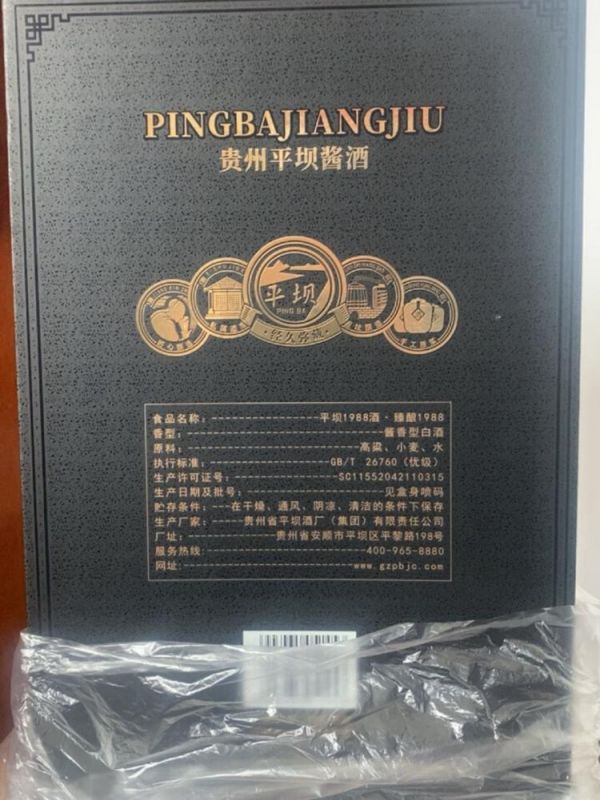 PINGBAJIANGJIU
贵州平坝酱酒
平坝
PING BA
经久弥藏
食品名称：平坝1988酒·臻酿1988
香型：酱香型白酒
原料：高粱、小麦、水
执行标准：GB/T 26760（优级）
生产许可证号：SC11552042110315
生产日期及批号：见盒身喷码
贮存条件：在干燥、通风、阴凉、清洁的条件下保存
生产厂家：贵州省平坝酒厂（集团）有限责任公司
厂址：贵州省安顺市平坝区平黎路198号
服务热线：400-965-8880
网址：www.gzpbjc.com